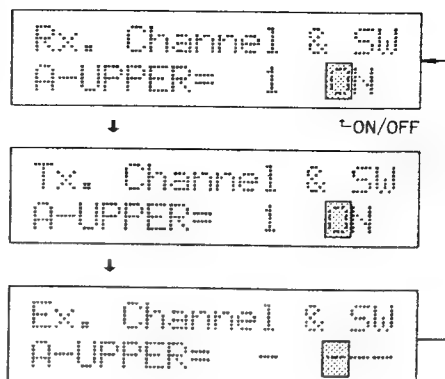 Rx. Channel & SW
A-UPPER= 1 ON
ON/OFF
Tx. Channel & SW
A-UPPER= 1 ON
Ex. Channel & SW
A-UPPER= - ---